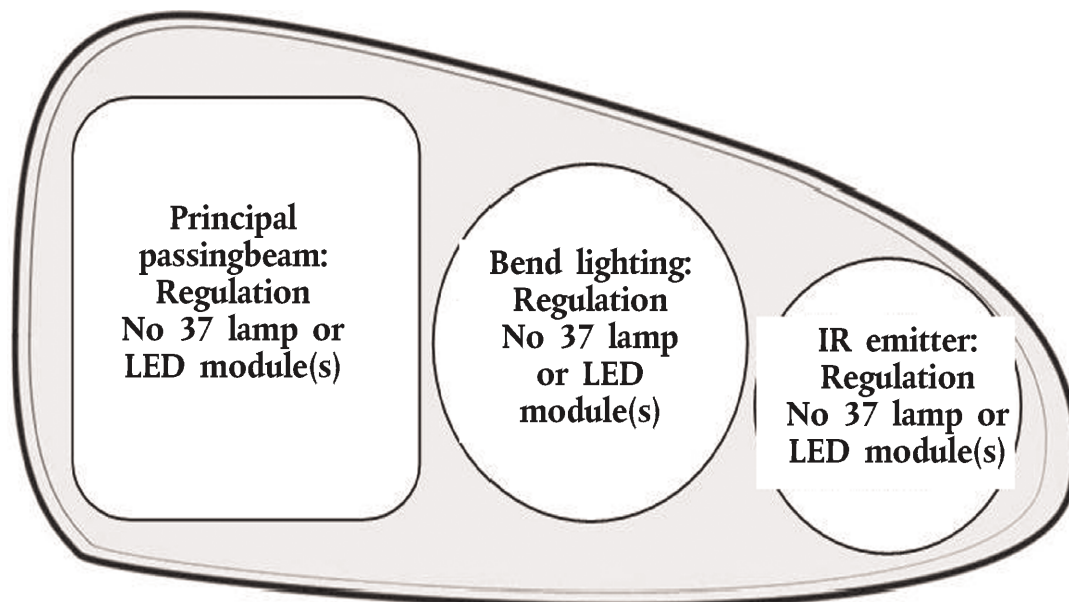 Principal
passingbeam:
Regulation
No 37 lamp or
LED module(s)
Bend lighting:
Regulation
No 37 lamp
or LED
module(s)
IR emitter:
Regulation
No 37 lamp or
LED module(s)